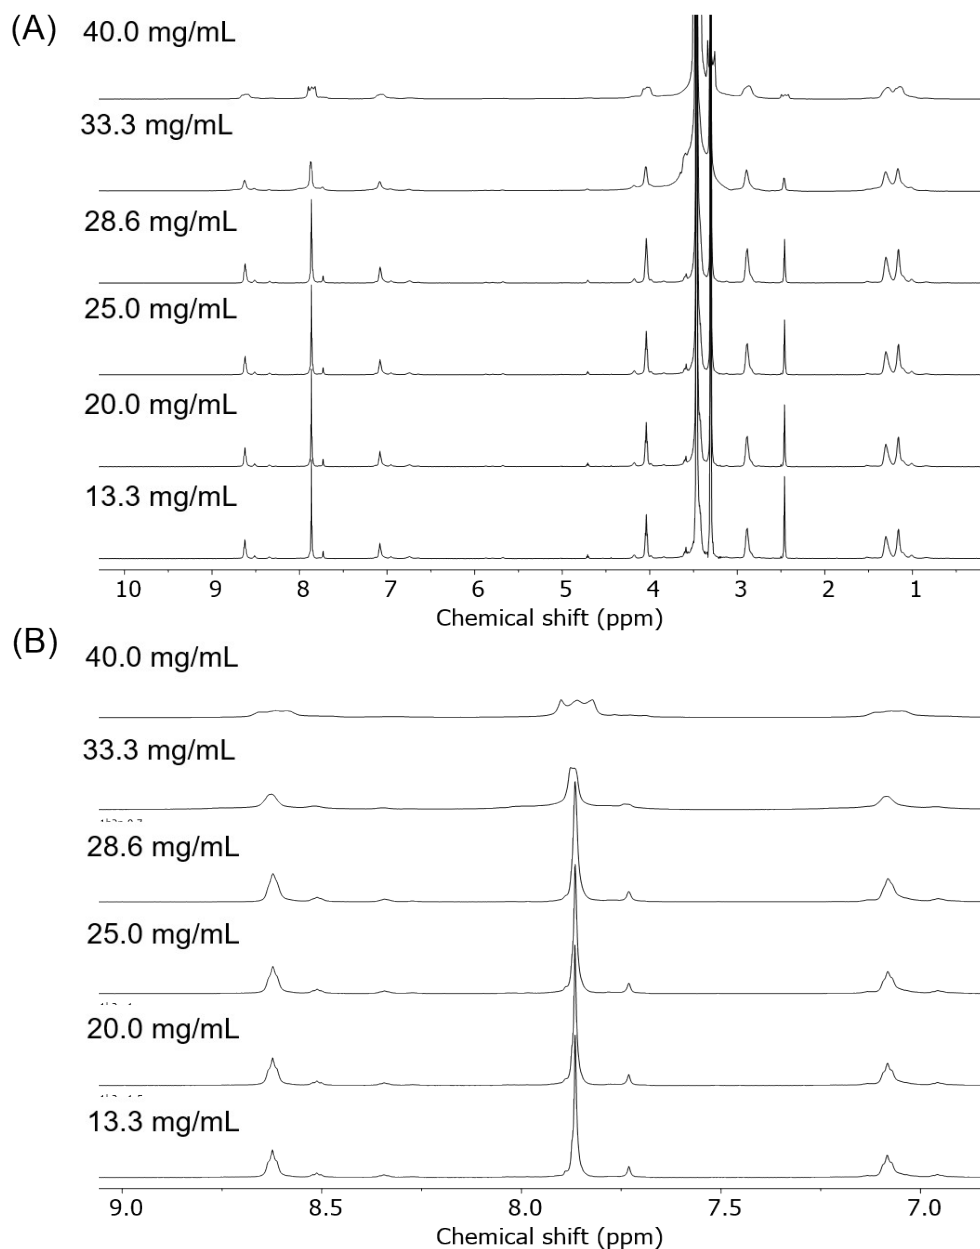 (A)
40.0 mg/mL
33.3 mg/mL
28.6 mg/mL
25.0 mg/mL
20.0 mg/mL
13.3 mg/mL
10 9 8 7 6 5 4 3 2 1
Chemical shift (ppm)
(B)
40.0 mg/mL
33.3 mg/mL
28.6 mg/mL
25.0 mg/mL
20.0 mg/mL
13.3 mg/mL
9.0 8.5 8.0 7.5 7.0
Chemical shift (ppm)